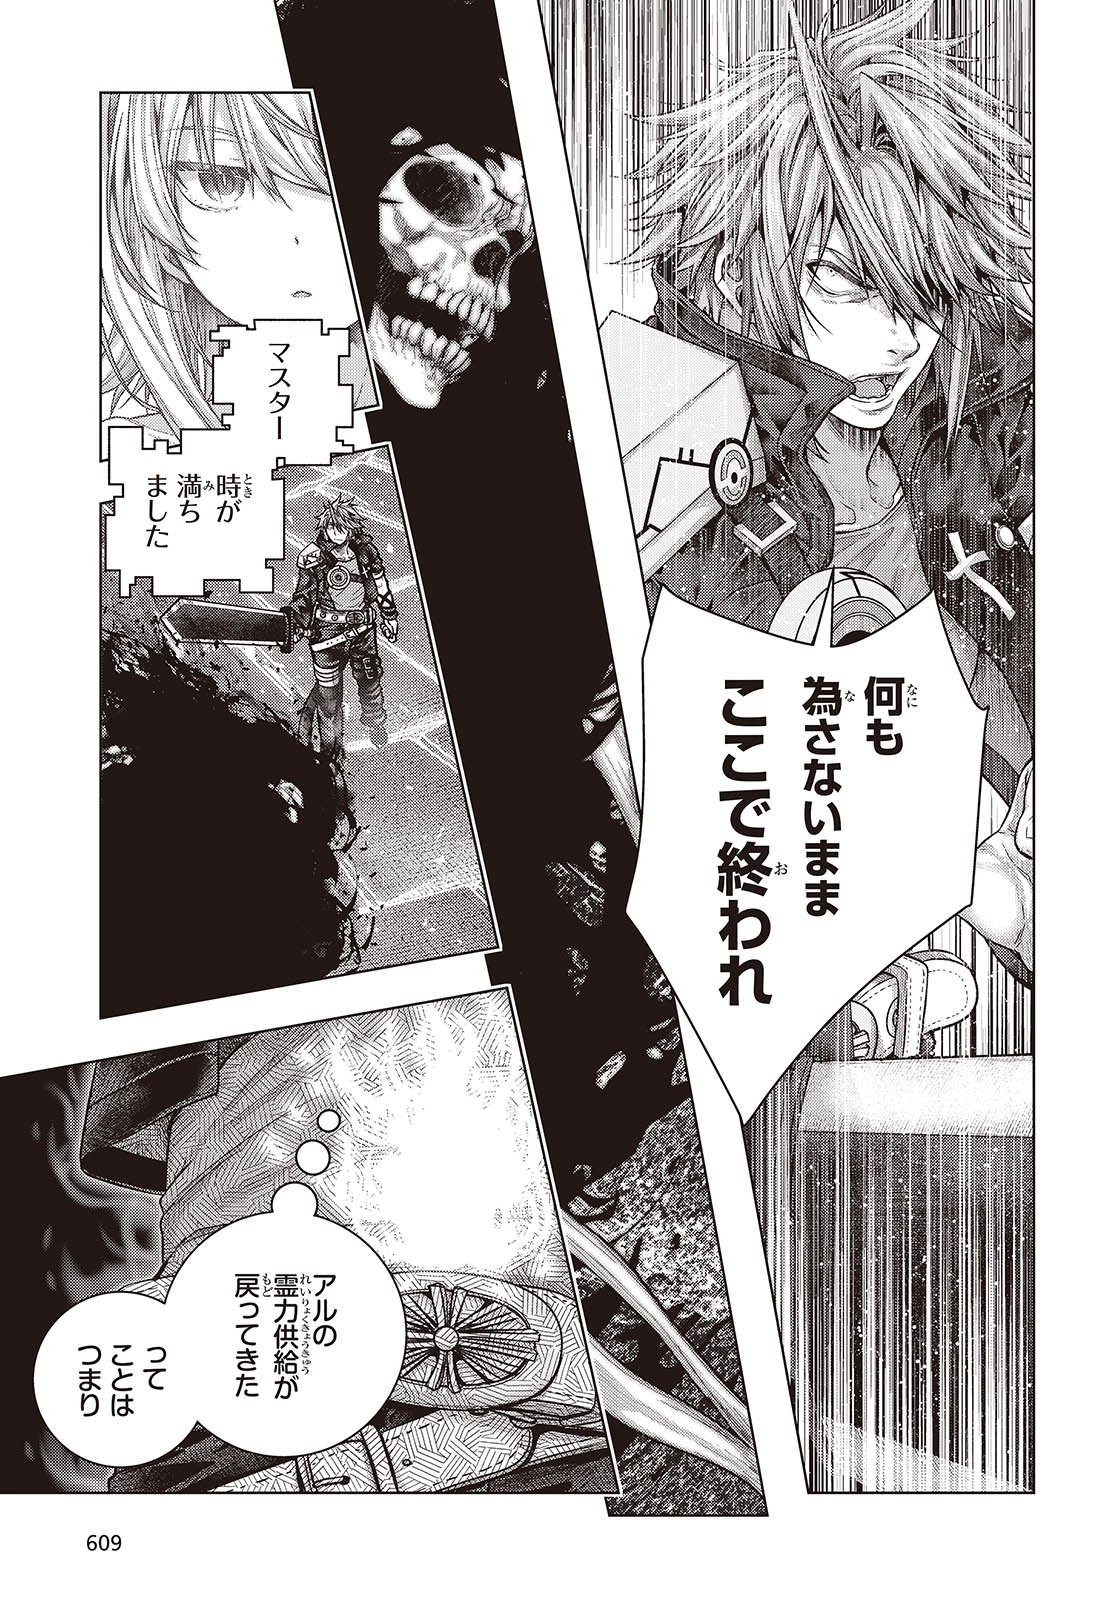 何も
為さないまま
ここで終われ
マスター
時が
満ち
ました
アルの
霊力供給が
戻ってきた
って
ことは
つまり
609